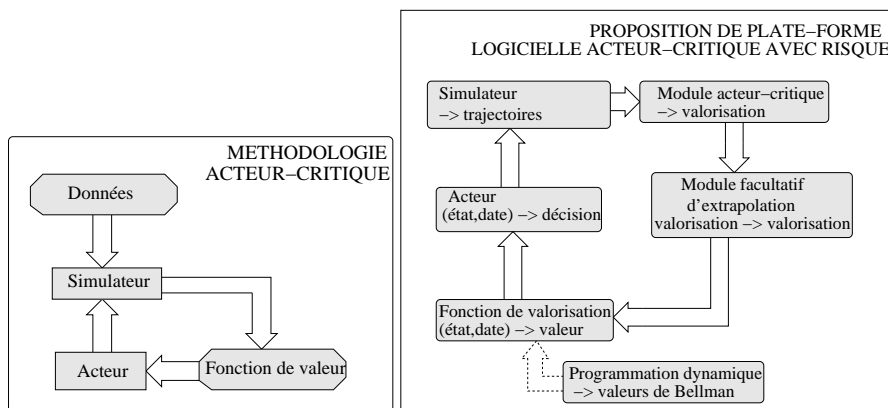 METHODOLOGIE
ACTEUR–CRITIQUE
Données
Simulateur
Acteur
Fonction de valeur
PROPOSITION DE PLATE–FORME
LOGICIELLE ACTEUR–CRITIQUE AVEC RISQUE
Simulateur
–> trajectoires
Module acteur–critique
–> valorisation
Acteur
(état,date) –> décision
Module facultatif
d'extrapolation
valorisation –> valorisation
Fonction de valorisation
(état,date) –> valeur
Programmation dynamique
–> valeurs de Bellman